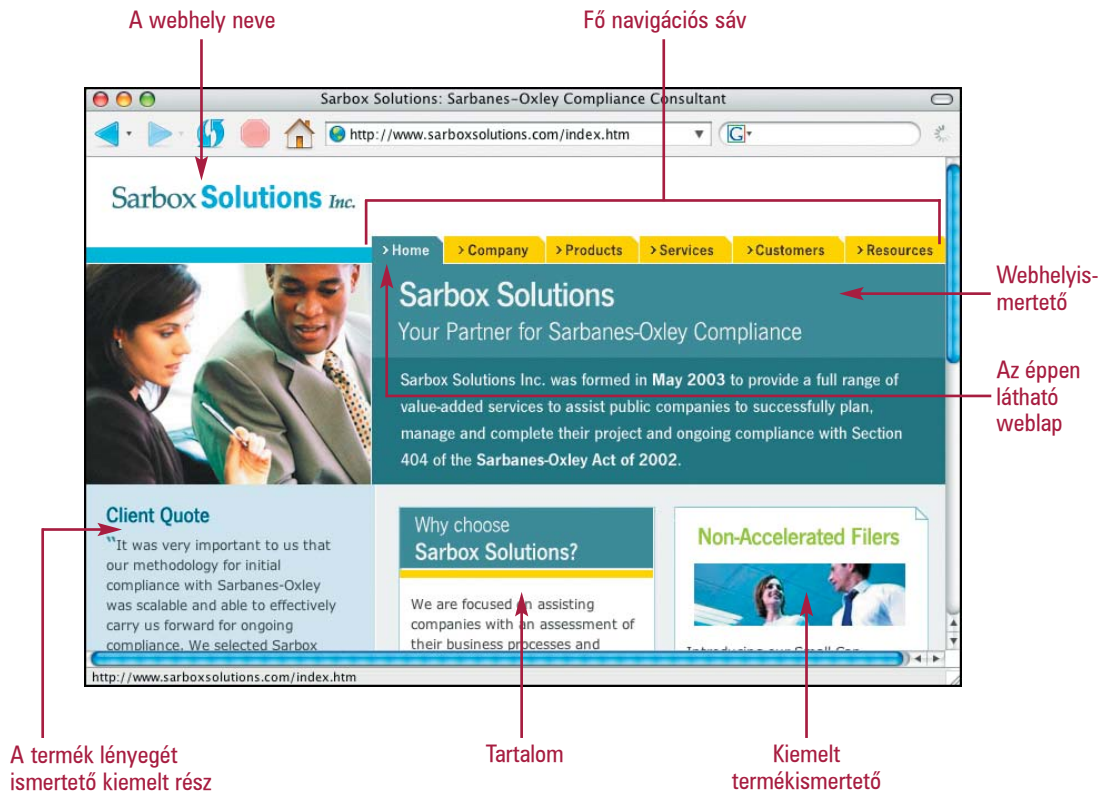 A webhely neve
Fő navigációs sáv
Sarbox Solutions: Sarbanes-Oxley Compliance Consultant
http://www.sarboxsolutions.com/index.htm
G
Sarbox Solutions Inc.
› Home › Company › Products › Services › Customers › Resources
Sarbox Solutions
Your Partner for Sarbanes-Oxley Compliance
Sarbox Solutions Inc. was formed in May 2003 to provide a full range of
value-added services to assist public companies to successfully plan,
manage and complete their project and ongoing compliance with Section
404 of the Sarbanes-Oxley Act of 2002.
Webhelyis-
mertető
Az éppen
látható
weblap
Client Quote
"It was very important to us that
our methodology for initial
compliance with Sarbanes-Oxley
was scalable and able to effectively
carry us forward for ongoing
compliance. We selected Sarbox
Why choose
Sarbox Solutions?
We are focused on assisting
companies with an assessment of
their business processes and
Non-Accelerated Filers
Introducing our Small Cap
http://www.sarboxsolutions.com/index.htm
A termék lényegét
ismertető kiemelt rész
Tartalom
Kiemelt
termékismertető